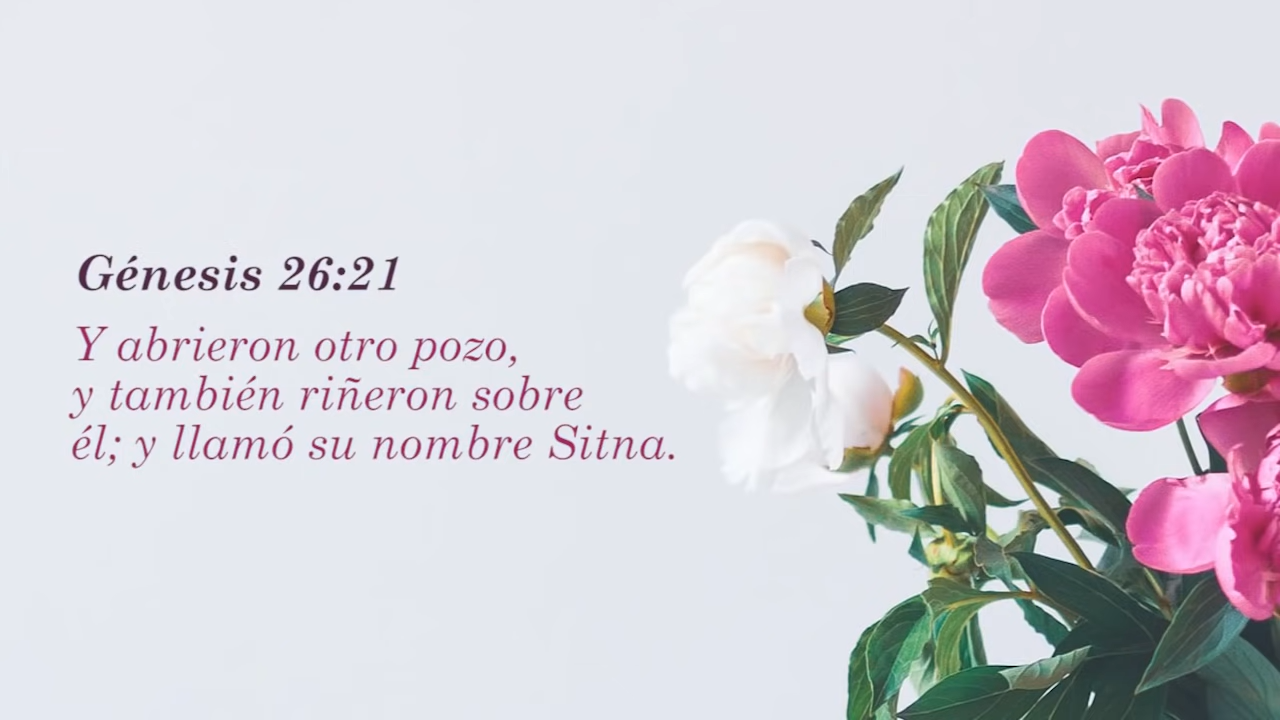 Génesis 26:21
Y abrieron otro pozo,
y también riñeron sobre
él; y llamó su nombre Sitna.